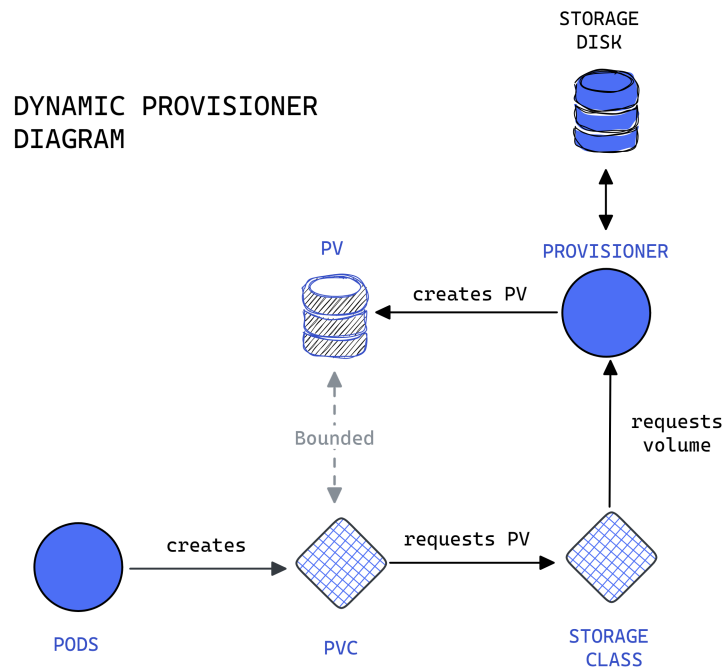 STORAGE
DISK
DYNAMIC PROVISIONER
DIAGRAM
PV
PROVISIONER
creates PV
requests
volume
Bounded
creates
requests PV
PODS
PVC
STORAGE
CLASS